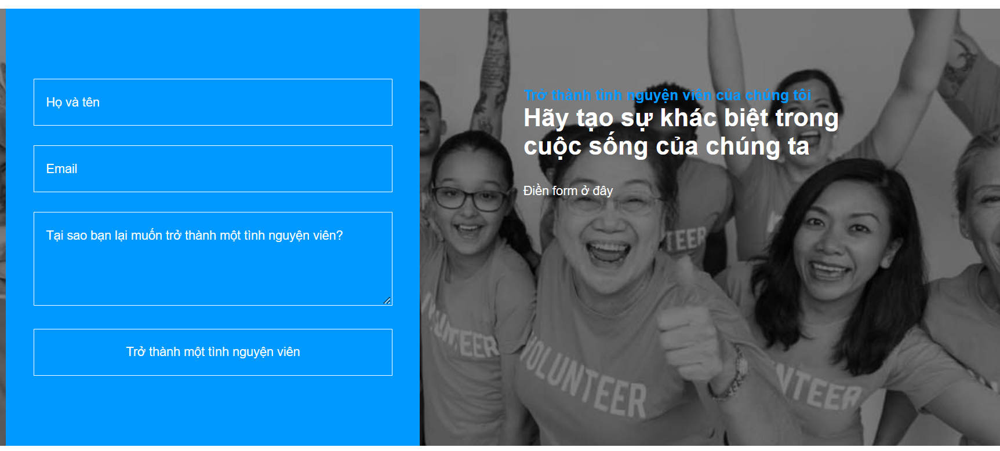 Họ và tên
Email
Tại sao bạn lại muốn trở thành một tình nguyện viên?
Trở thành một tình nguyện viên
Trở thành tình nguyện viên của chúng tôi
Hãy tạo sự khác biệt trong
cuộc sống của chúng ta
Điền form ở đây
TEER
VOLUNTEER
VOLUNTEER
NTEER